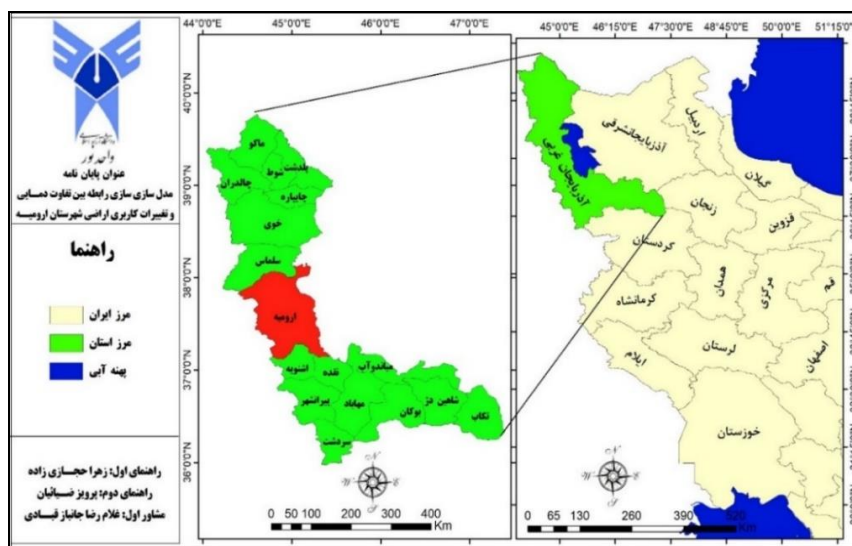 عنوان پایان نامه
مدل سازی سازی رابطه بین تفاوت دمایی
و تغییرات کاربری اراضی شهرستان ارومیه
راهنما
مرز ایران
مرز استان
پهنه آبی
راهنمای اول: زهرا حجازی زاده
راهنمای دوم: پرویز ضیائیان
مشاور اول: غلام رضا جانباز قبادی
44°0'0"E 45°0'0"E 46°0'0"E 47°0'0"E
40°0'0"N
39°0'0"N
38°0'0"N
37°0'0"N
36°0'0"N
ماکو
پلدشت
شوط
چالدران
چایپاره
خوی
سلماس
ارومیه
اشنویه
نقده
میاندوآب
پیرانشهر
مهاباد
بوکان
شاهین دژ
تکاب
سردشت
N
W E
S
0 50 100 200 300 400
Km
45°0'0"E 46°15'0"E 47°30'0"E 48°45'0"E 50°0'0"E 51°15'
آذربایجانشرقی
اردبیل
آذربایجان غربی
گیلان
زنجان
قزوین
کردستان
همدان
مرکزی
قم
کرمانشاه
لرستان
اصفهان
ایلام
خوزستان
N
W E
S
0 65 130 260 390 520
Km